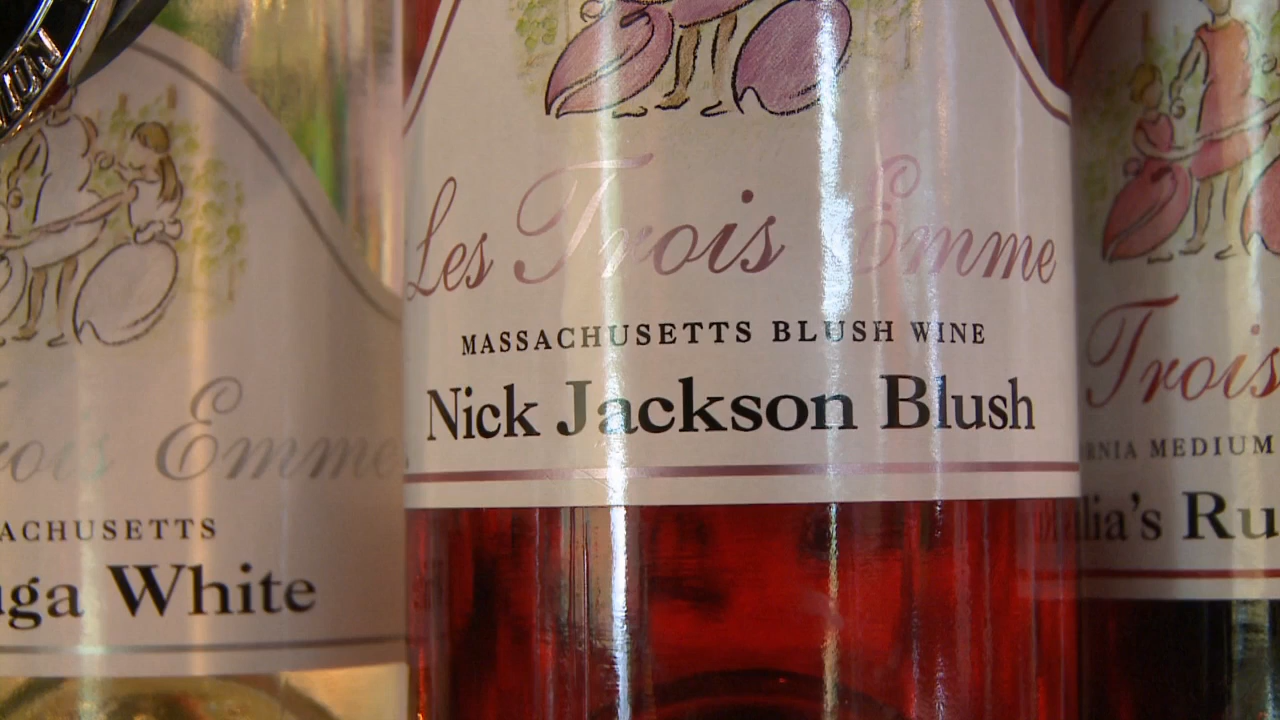 Emme
ACHUSETTS
uga White
Les Trois Emme
MASSACHUSETTS BLUSH WINE
Nick Jackson Blush
Trois
RNIA MEDIUM
lia's Ru